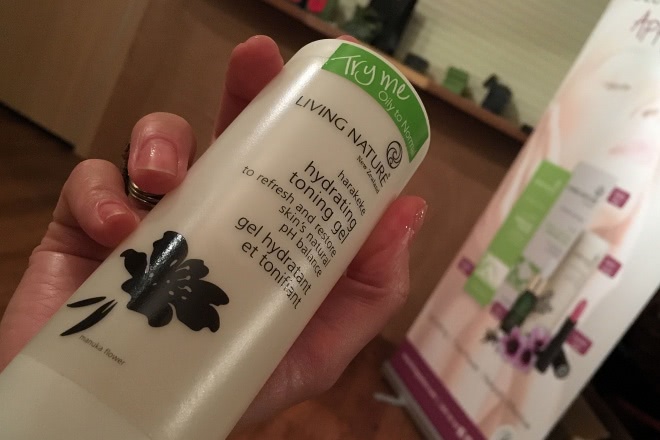 Try me
Oily to Normal
LIVING NATURE
New Zealand
harakeke
hydrating
toning gel
to refresh and restore
skin's natural
pH balance
gel hydratant
et tonifiant
manuka flower